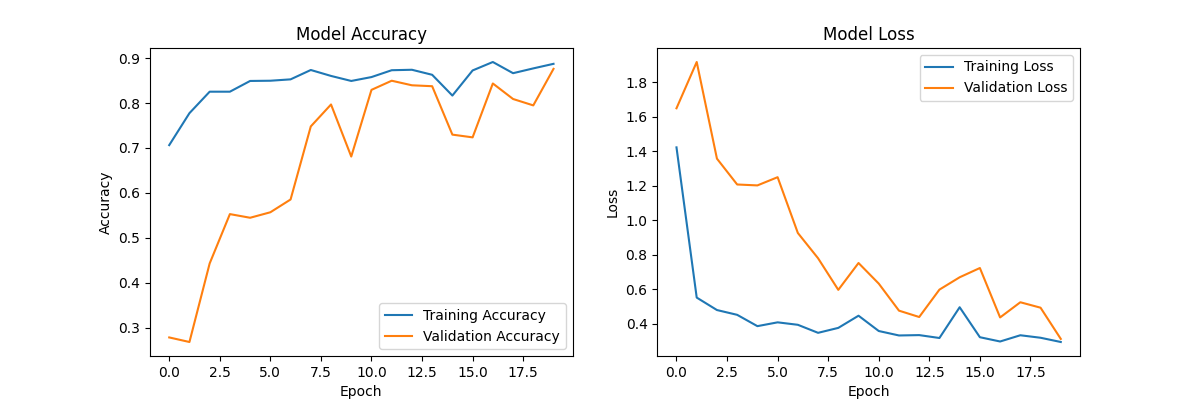 Model Accuracy
0.9
0.8
0.7
0.6
0.5
0.4
0.3
Accuracy
Training Accuracy
Validation Accuracy
0.0 2.5 5.0 7.5 10.0 12.5 15.0 17.5
Epoch
Model Loss
Training Loss
Validation Loss
1.8
1.6
1.4
1.2
1.0
0.8
0.6
0.4
Loss
0.0 2.5 5.0 7.5 10.0 12.5 15.0 17.5
Epoch